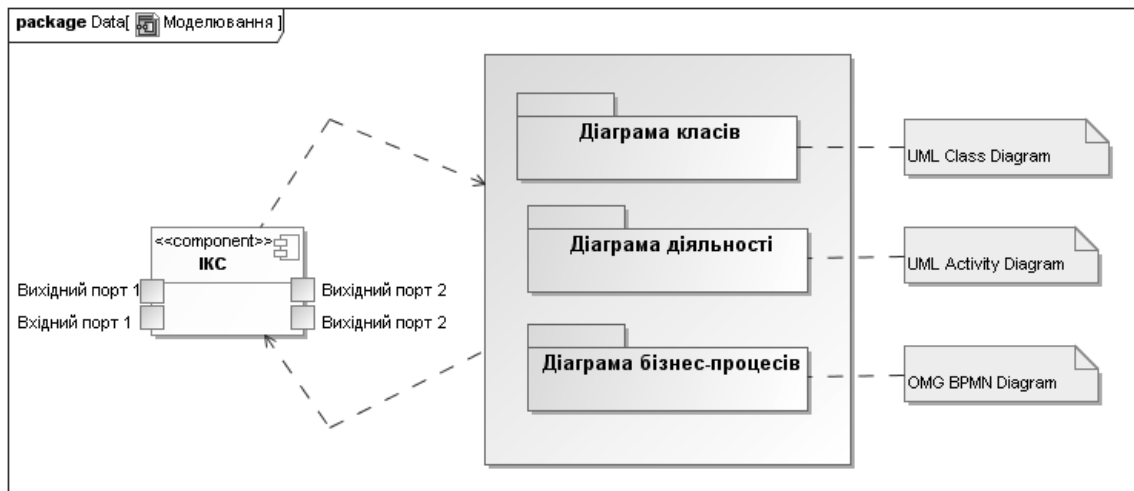 package Data[ Моделювання ]
Діаграма класів
UML Class Diagram
<<component>>
ІКС
Діаграма діяльності
UML Activity Diagram
Вихідний порт 1
Вихідний порт 2
Вхідний порт 1
Вихідний порт 2
Діаграма бізнес-процесів
OMG BPMN Diagram